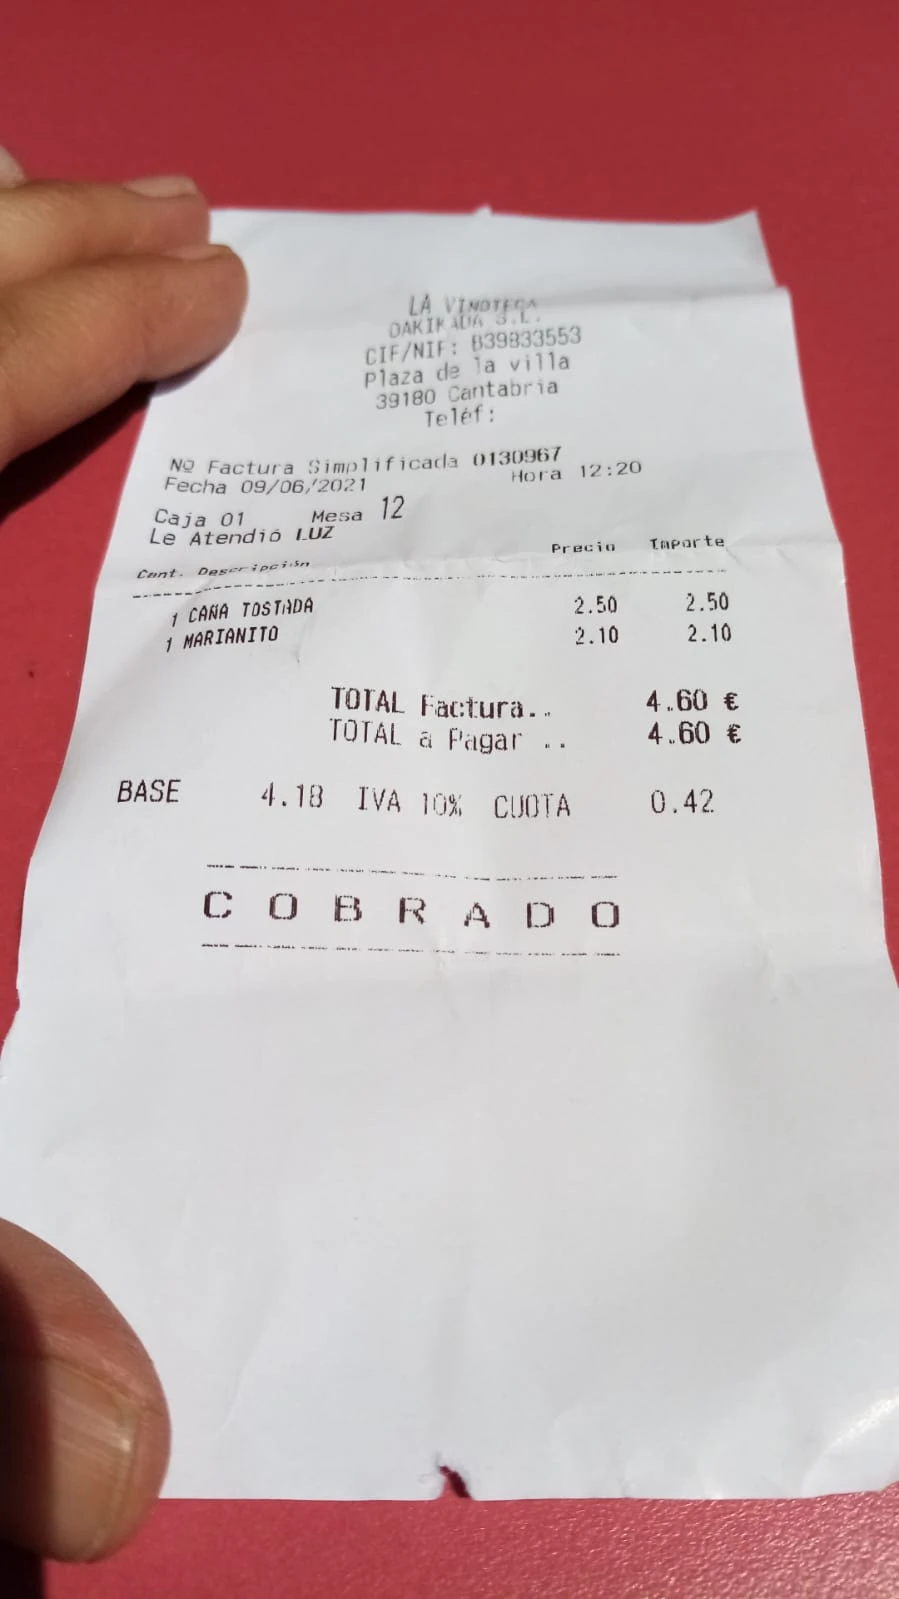 LA VINOTECA
DAKIKADA S.L.
CIF/NIF: B39833553
Plaza de la villa
39180 Cantabria
Teléf:
Nº Factura Simplificada 0130967
Fecha 09/06/2021 Hora 12:20
Caja 01 Mesa 12
Le Atendió LUZ
Cant. Descripción Precio Importe
1 CAÑA TOSTADA 2.50 2.50
1 MARIANITO 2.10 2.10
TOTAL Factura.. 4.60 €
TOTAL a Pagar .. 4.60 €
BASE 4.18 IVA 10% CUOTA 0.42
C O B R A D O